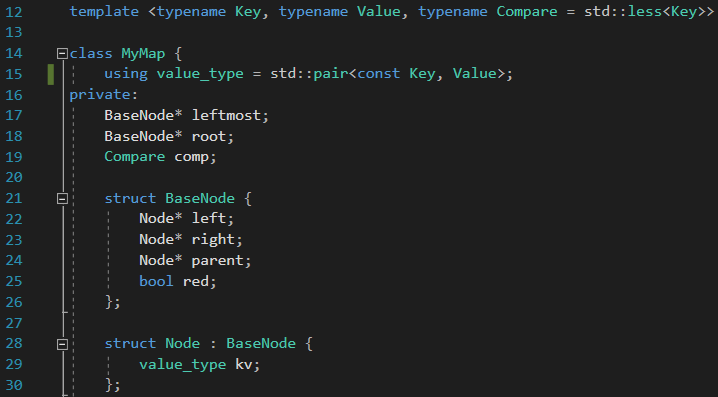 12 template <typename Key, typename Value, typename Compare = std::less<Key>>
13
14 class MyMap {
15 using value_type = std::pair<const Key, Value>;
16 private:
17 BaseNode* leftmost;
18 BaseNode* root;
19 Compare comp;
20
21 struct BaseNode {
22 Node* left;
23 Node* right;
24 Node* parent;
25 bool red;
26 };
27
28 struct Node : BaseNode {
29 value_type kv;
30 };